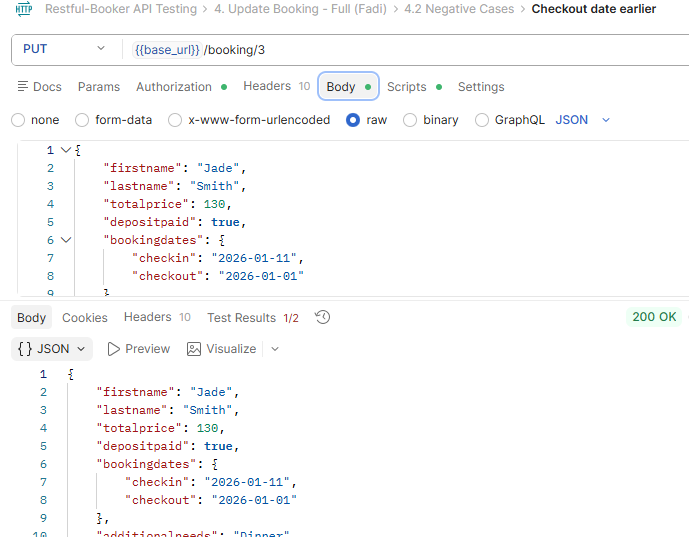 HTTP Restful-Booker API Testing > 4. Update Booking - Full (Fadi) > 4.2 Negative Cases > Checkout date earlier
PUT {{base_url}} /booking/3
Docs Params Authorization Headers 10 Body Scripts Settings
none form-data x-www-form-urlencoded raw binary GraphQL JSON
1 {
2 "firstname": "Jade",
3 "lastname": "Smith",
4 "totalprice": 130,
5 "depositpaid": true,
6 "bookingdates": {
7 "checkin": "2026-01-11",
8 "checkout": "2026-01-01"
9 }
Body Cookies Headers 10 Test Results 1/2 200 OK
{} JSON Preview Visualize
1 {
2 "firstname": "Jade",
3 "lastname": "Smith",
4 "totalprice": 130,
5 "depositpaid": true,
6 "bookingdates": {
7 "checkin": "2026-01-11",
8 "checkout": "2026-01-01"
9 },
10 "additionalneeds": "Dinner"